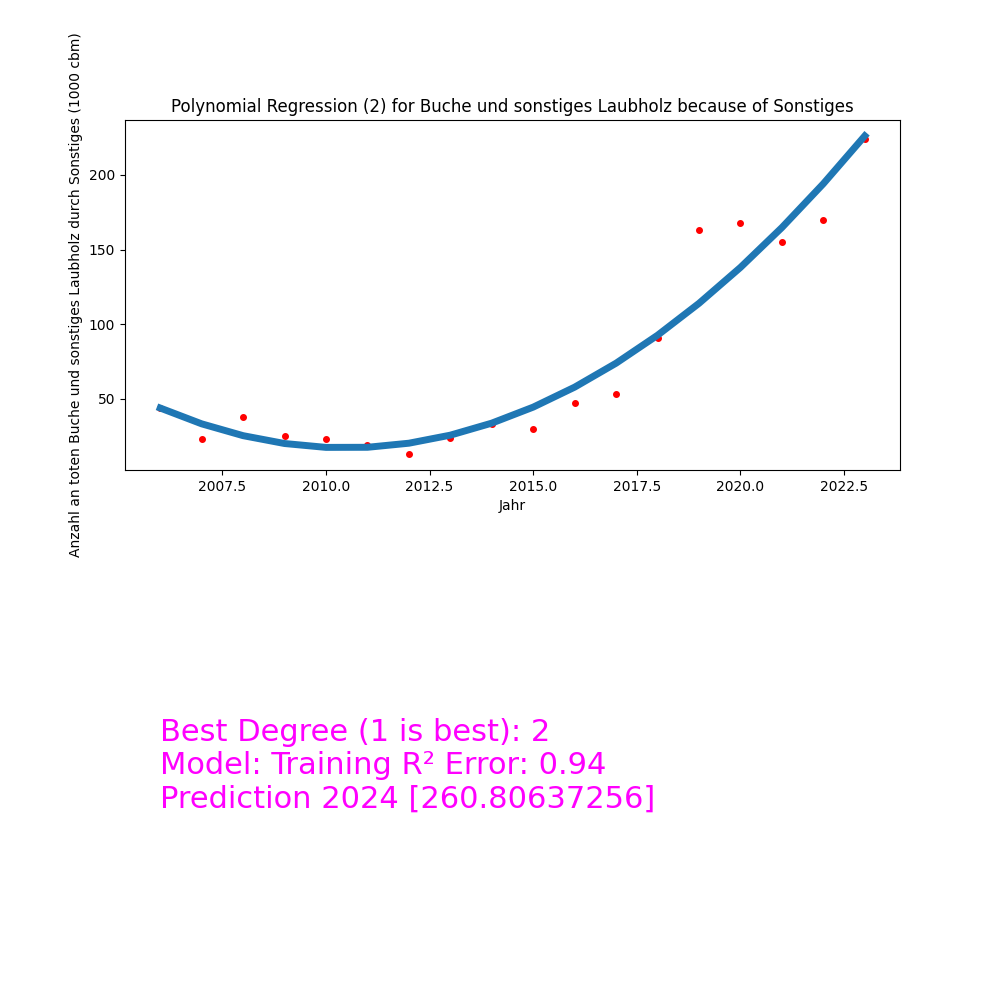 Polynomial Regression (2) for Buche und sonstiges Laubholz because of Sonstiges
Anzahl an toten Buche und sonstiges Laubholz durch Sonstiges (1000 cbm)
200
150
100
50
2007.5 2010.0 2012.5 2015.0 2017.5 2020.0 2022.5
Jahr
Best Degree (1 is best): 2
Model: Training R² Error: 0.94
Prediction 2024 [260.80637256]